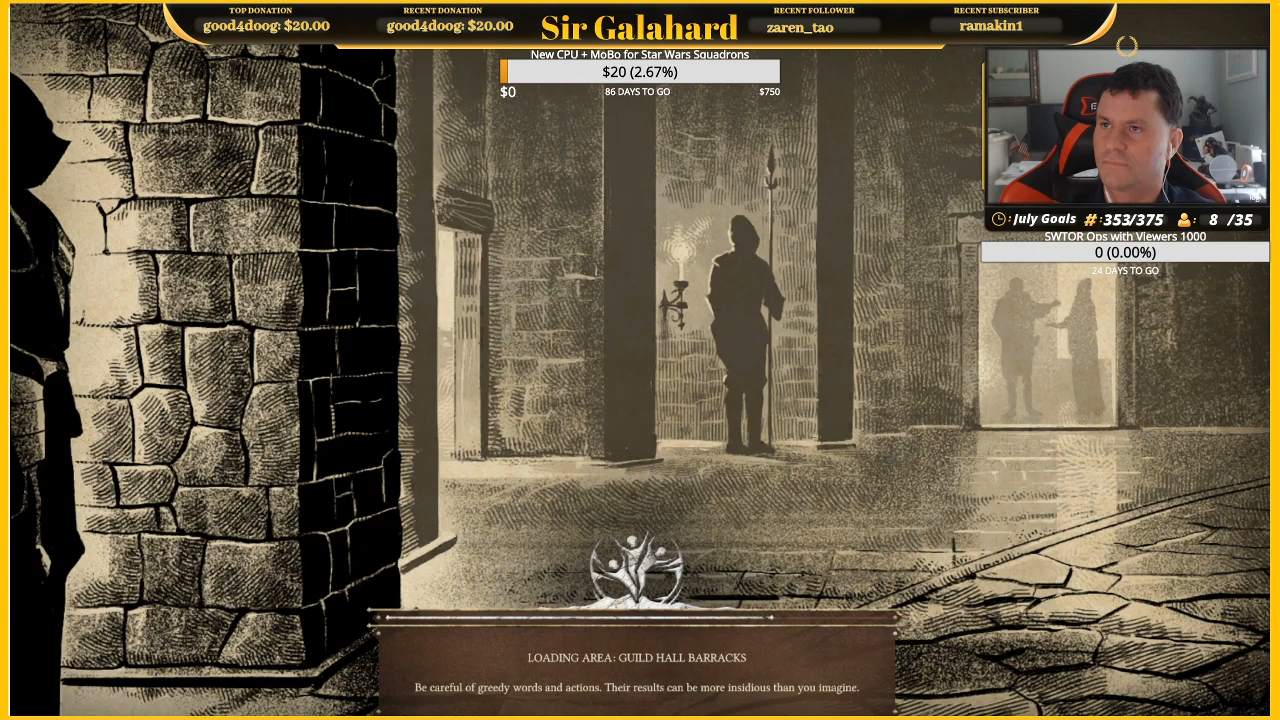 TOP DONATION
good4doog: $20.00
RECENT DONATION
good4doog: $20.00
Sir Galahard
RECENT FOLLOWER
zaren_tao
RECENT SUBSCRIBER
ramakin1
New CPU + MoBo for Star Wars Squadrons
$20 (2.67%)
$0
86 DAYS TO GO
$750
: July Goals #:353/375 : 8 /35
SWTOR Ops with Viewers 1000
0 (0.00%)
24 DAYS TO GO
LOADING AREA: GUILD HALL BARRACKS
Be careful of greedy words and actions. Their results can be more insidious than you imagine.